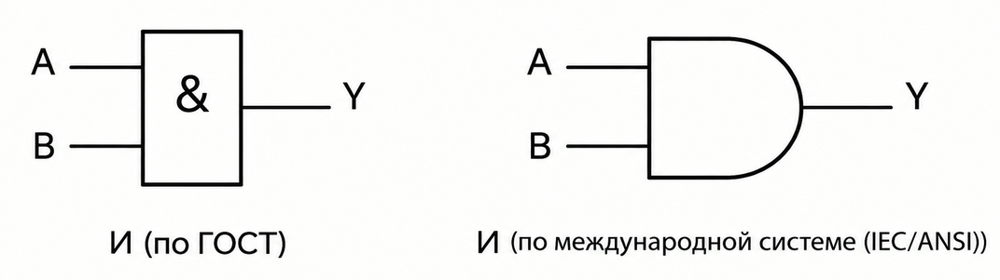 A
&
B
Y
И (по ГОСТ)
A
B
Y
И (по международной системе (IEC/ANSI))